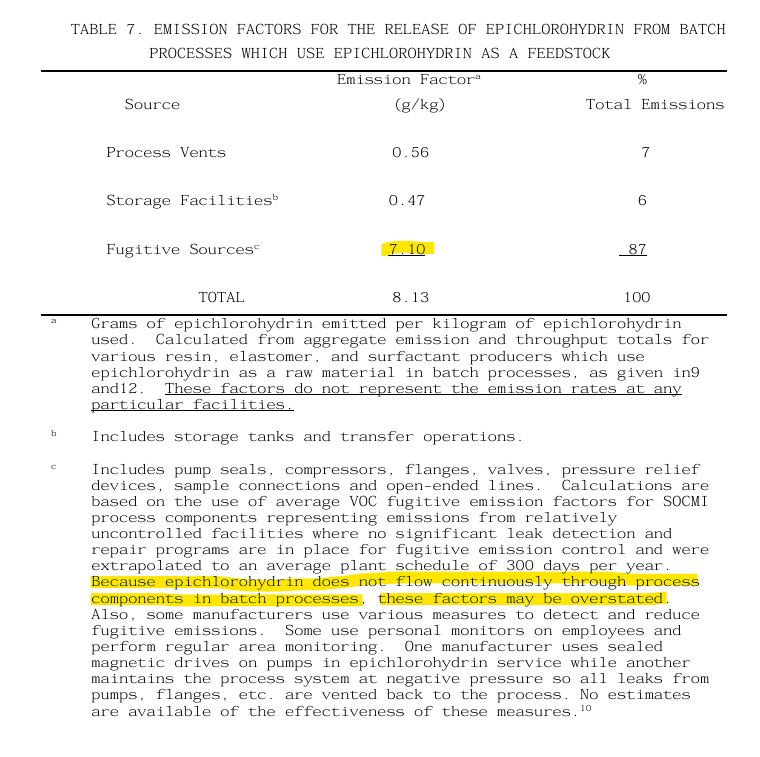 TABLE 7. EMISSION FACTORS FOR THE RELEASE OF EPICHLOROHYDRIN FROM BATCH
PROCESSES WHICH USE EPICHLOROHYDRIN AS A FEEDSTOCK
Emission Factorᵃ %
Source (g/kg) Total Emissions
Process Vents 0.56 7
Storage Facilitiesᵇ 0.47 6
Fugitive Sourcesᶜ 7.10 87
TOTAL 8.13 100
ᵃ Grams of epichlorohydrin emitted per kilogram of epichlorohydrin
used. Calculated from aggregate emission and throughput totals for
various resin, elastomer, and surfactant producers which use
epichlorohydrin as a raw material in batch processes, as given in9
and12. These factors do not represent the emission rates at any
particular facilities.
ᵇ Includes storage tanks and transfer operations.
ᶜ Includes pump seals, compressors, flanges, valves, pressure relief
devices, sample connections and open-ended lines. Calculations are
based on the use of average VOC fugitive emission factors for SOCMI
process components representing emissions from relatively
uncontrolled facilities where no significant leak detection and
repair programs are in place for fugitive emission control and were
extrapolated to an average plant schedule of 300 days per year.
Because epichlorohydrin does not flow continuously through process
components in batch processes, these factors may be overstated.
Also, some manufacturers use various measures to detect and reduce
fugitive emissions. Some use personal monitors on employees and
perform regular area monitoring. One manufacturer uses sealed
magnetic drives on pumps in epichlorohydrin service while another
maintains the process system at negative pressure so all leaks from
pumps, flanges, etc. are vented back to the process. No estimates
are available of the effectiveness of these measures.¹⁰